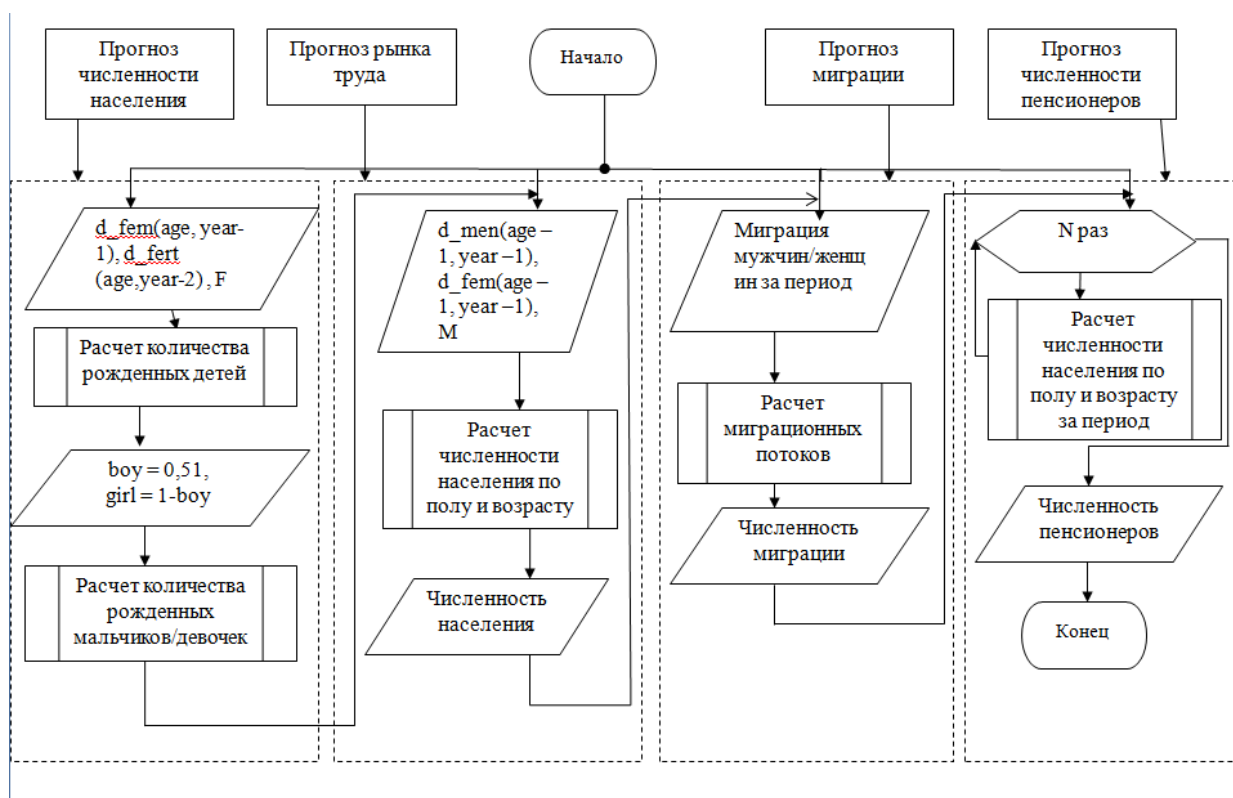 Прогноз
численности
населения
Прогноз рынка
труда
Начало
Прогноз
миграции
Прогноз
численности
пенсионеров
d_fem(age, year-
1), d_fert
(age,year-2) , F
Расчет количества
рожденных детей
boy = 0,51,
girl = 1-boy
Расчет количества
рожденных
мальчиков/девочек
d_men(age –
1, year –1),
d_fem(age –
1, year –1),
M
Расчет
численности
населения по
полу и возрасту
Численность
населения
Миграция
мужчин/женщ
ин за период
Расчет
миграционных
потоков
Численность
миграции
N раз
Расчет
численности
населения по
полу и возрасту
за период
Численность
пенсионеров
Конец